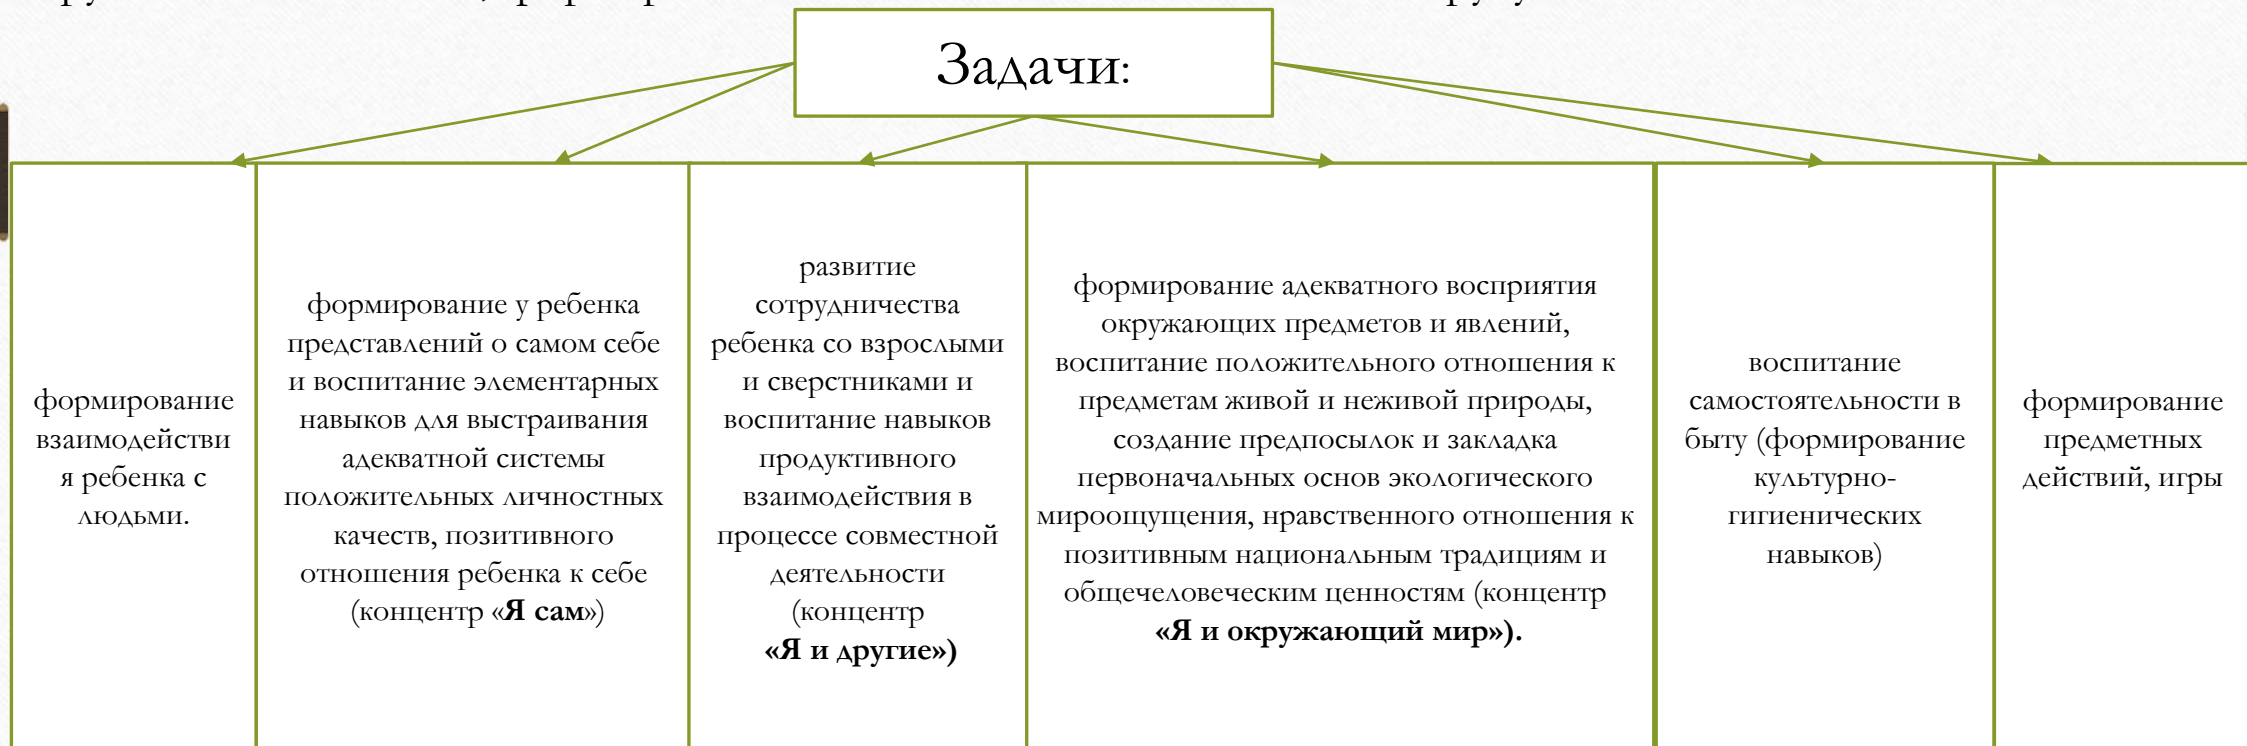 Задачи:
формирование
взаимодействи
я ребенка с
людьми.
формирование у ребенка
представлений о самом себе
и воспитание элементарных
навыков для выстраивания
адекватной системы
положительных личностных
качеств, позитивного
отношения ребенка к себе
(концентр «Я сам»)
развитие
сотрудничества
ребенка со взрослыми
и сверстниками и
воспитание навыков
продуктивного
взаимодействия в
процессе совместной
деятельности
(концентр
«Я и другие»)
формирование адекватного восприятия
окружающих предметов и явлений,
воспитание положительного отношения к
предметам живой и неживой природы,
создание предпосылок и закладка
первоначальных основ экологического
мироощущения, нравственного отношения к
позитивным национальным традициям и
общечеловеческим ценностям (концентр
«Я и окружающий мир»).
воспитание
самостоятельности в
быту (формирование
культурно-
гигиенических
навыков)
формирование
предметных
действий, игры